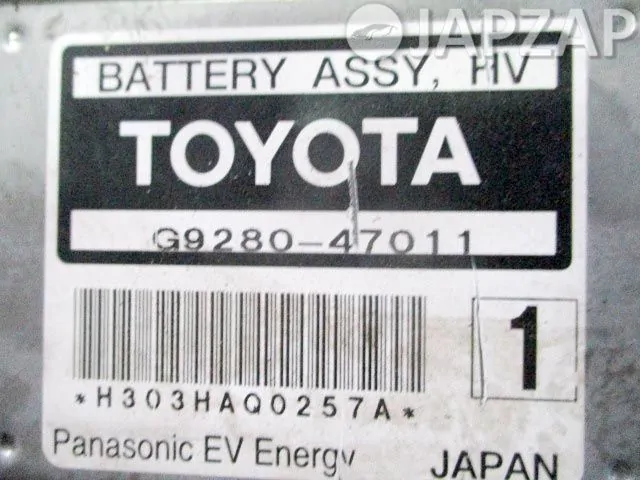 JAPZAP
BATTERY ASSY, HV
TOYOTA
G9280-47011
1
*H303HAQ0257A*
Panasonic EV Energy
JAPAN